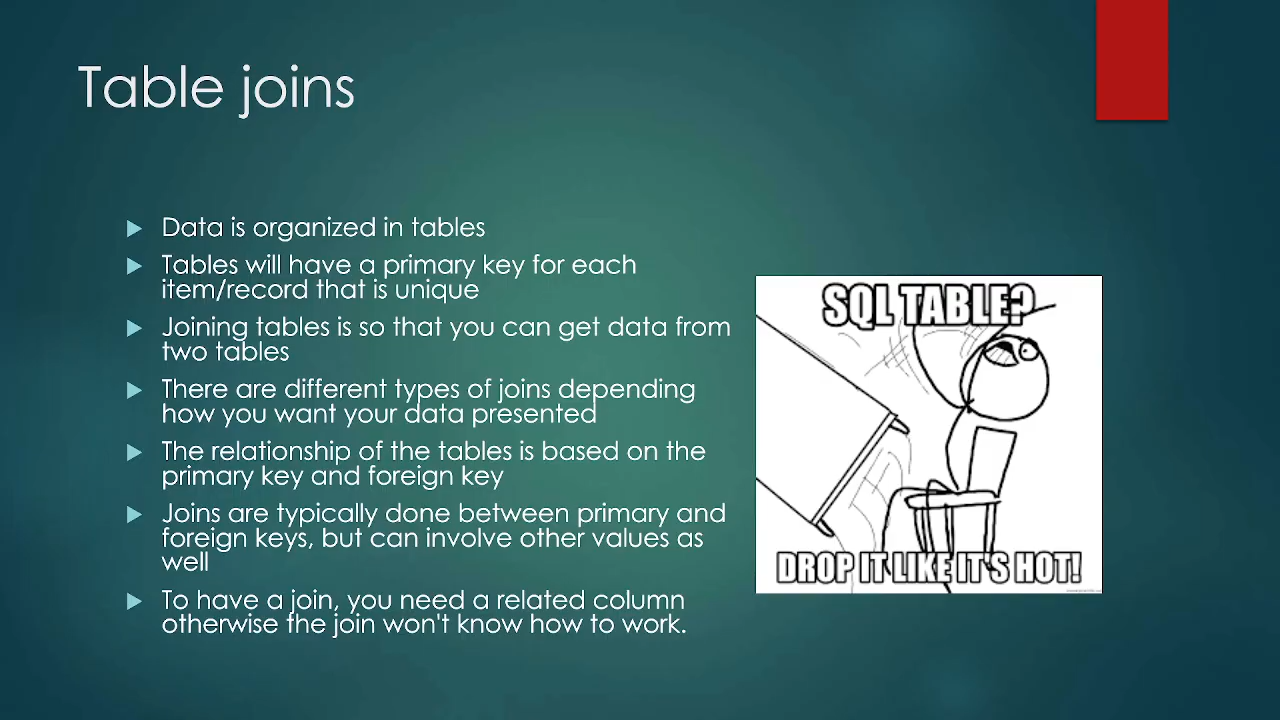 Table joins
Data is organized in tables
Tables will have a primary key for each
item/record that is unique
Joining tables is so that you can get data from
two tables
There are different types of joins depending
how you want your data presented
The relationship of the tables is based on the
primary key and foreign key
Joins are typically done between primary and
foreign keys, but can involve other values as
well
To have a join, you need a related column
otherwise the join won't know how to work.
SQL TABLE?
DROP IT LIKE IT'S HOT!